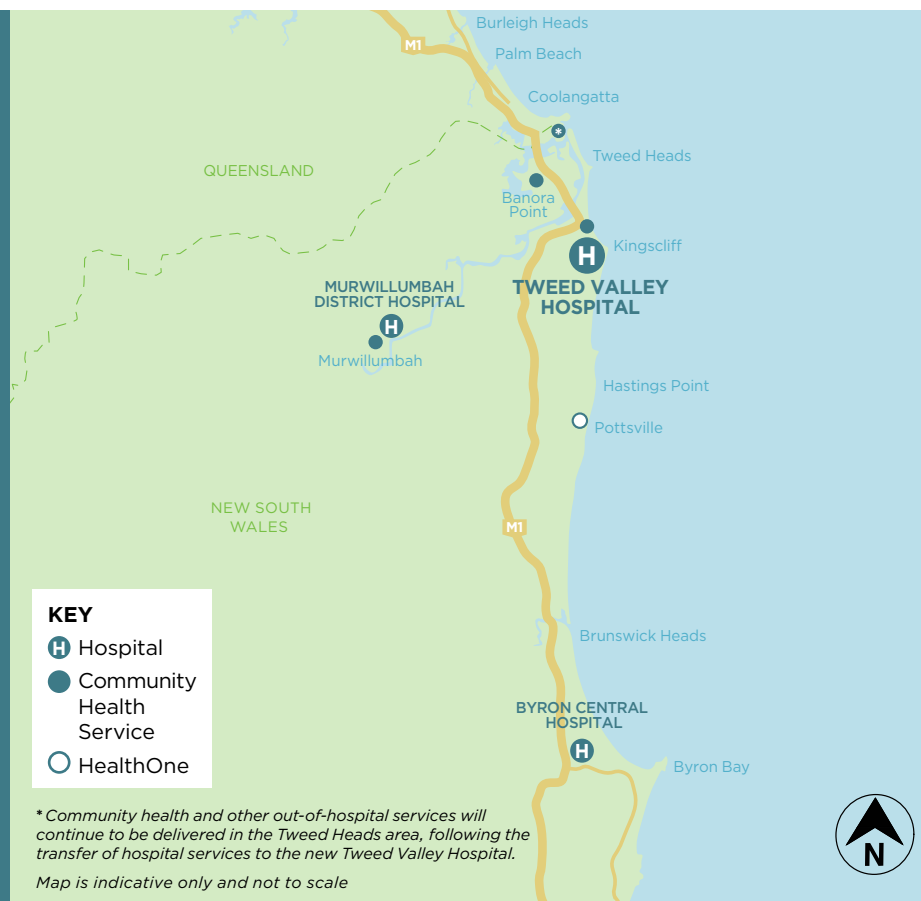 Burleigh Heads
M1
Palm Beach
Coolangatta
*
Tweed Heads
QUEENSLAND
Banora
Point
Kingscliff
H
TWEED VALLEY
HOSPITAL
MURWILLUMBAH
DISTRICT HOSPITAL
H
Murwillumbah
Hastings Point
Pottsville
NEW SOUTH
WALES
M1
Brunswick Heads
BYRON CENTRAL
HOSPITAL
H
Byron Bay
KEY
H Hospital
Community
Health
Service
HealthOne
* Community health and other out-of-hospital services will
continue to be delivered in the Tweed Heads area, following the
transfer of hospital services to the new Tweed Valley Hospital.
Map is indicative only and not to scale
N